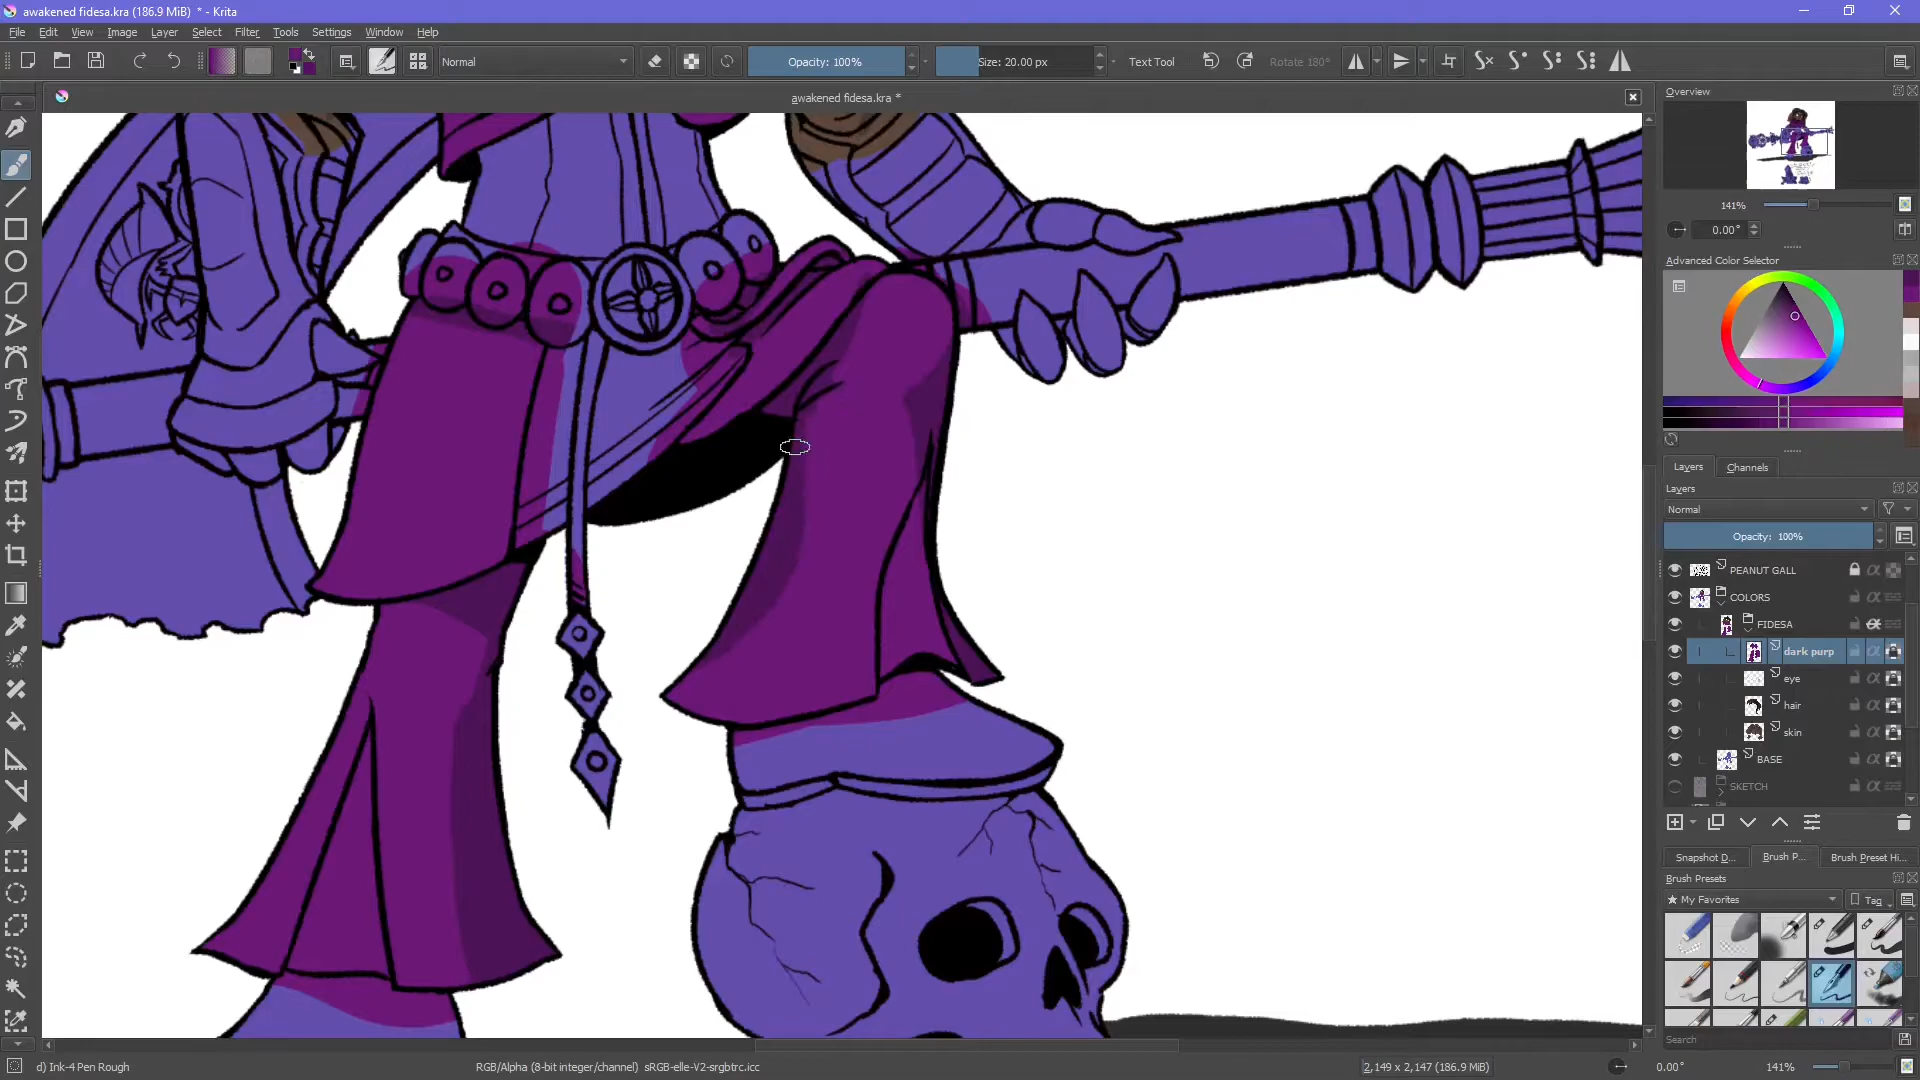 awakened fidesa.kra (186.9 MiB) * - Krita
File Edit View Image Layer Select Filter Tools Settings Window Help
Normal Opacity: 100% Size: 20.00 px Text Tool Rotate 180°
awakened fidesa.kra *
Overview
141%
0.00°
Advanced Color Selector
Layers Channels
Layers
Normal
Opacity: 100%
PEANUT GALL
COLORS
FIDESA
dark purp
eye
hair
skin
BASE
SKETCH
Snapshot D... Brush P... Brush Preset Hi...
Brush Presets
★ My Favorites Tag
Search
d) Ink-4 Pen Rough RGB/Alpha (8-bit integer/channel) sRGB-elle-V2-srgbtrc.icc 2,149 x 2,147 (186.9 MiB) 0.00° 141%